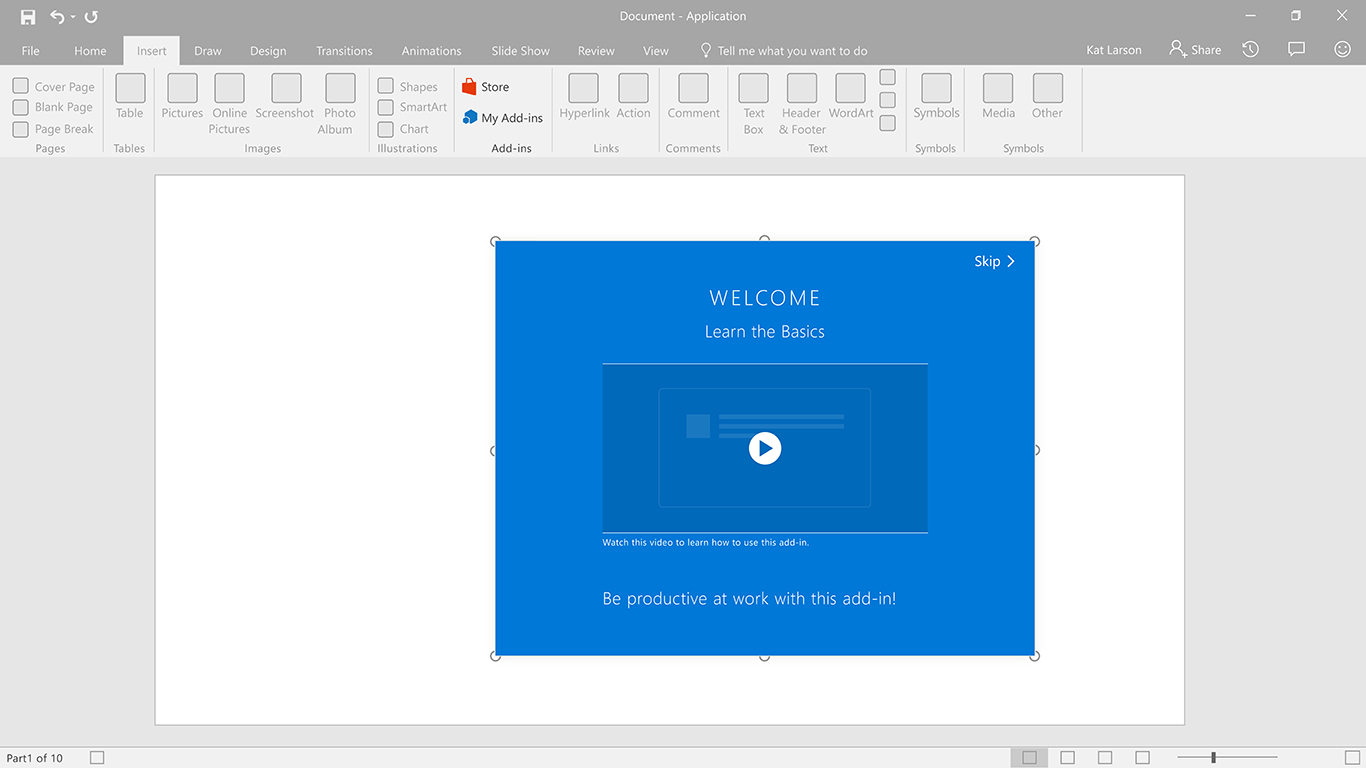 Document - Application
File Home Insert Draw Design Transitions Animations Slide Show Review View Tell me what you want to do Kat Larson Share
Cover Page
Blank Page
Page Break
Pages
Table
Tables
Pictures
Online
Pictures
Screenshot
Photo
Album
Images
Shapes
SmartArt
Chart
Illustrations
Store
My Add-ins
Add-ins
Hyperlink
Action
Links
Comment
Comments
Text
Box
Header
& Footer
WordArt
Text
Symbols
Symbols
Media
Other
Symbols
Skip
WELCOME
Learn the Basics
Watch this video to learn how to use this add-in.
Be productive at work with this add-in!
Part1 of 10